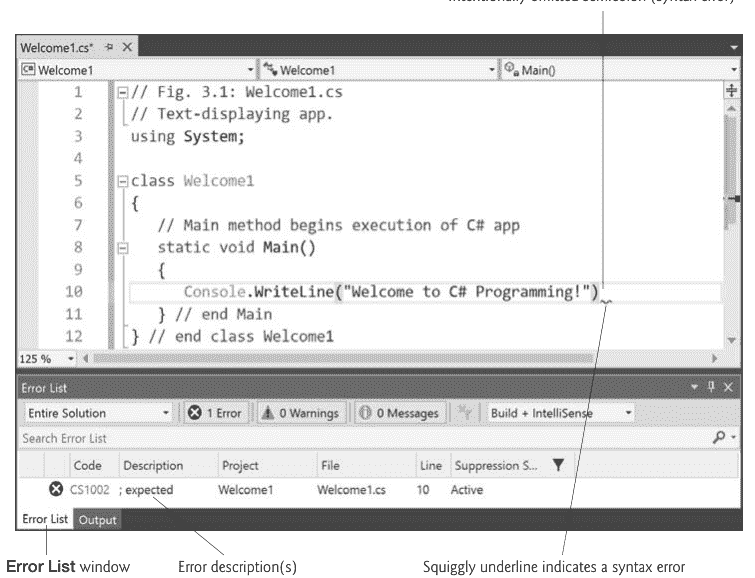 Intentionally omitted semicolon (syntax error)
Welcome1.cs*
Welcome1 Welcome1 Main()
1 // Fig. 3.1: Welcome1.cs
2 // Text-displaying app.
3 using System;
4
5 class Welcome1
6 {
7 // Main method begins execution of C# app
8 static void Main()
9 {
10 Console.WriteLine("Welcome to C# Programming!")
11 } // end Main
12 } // end class Welcome1
125 %
Error List
Entire Solution 1 Error 0 Warnings 0 Messages Build + IntelliSense
Search Error List
Code Description Project File Line Suppression S...
CS1002 ; expected Welcome1 Welcome1.cs 10 Active
Error List Output
Error List window Error description(s) Squiggly underline indicates a syntax error